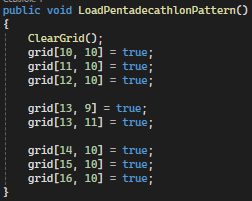 public void LoadPentadecathlonPattern()
{
ClearGrid();
grid[10, 10] = true;
grid[11, 10] = true;
grid[12, 10] = true;
grid[13, 9] = true;
grid[13, 11] = true;
grid[14, 10] = true;
grid[15, 10] = true;
grid[16, 10] = true;
}